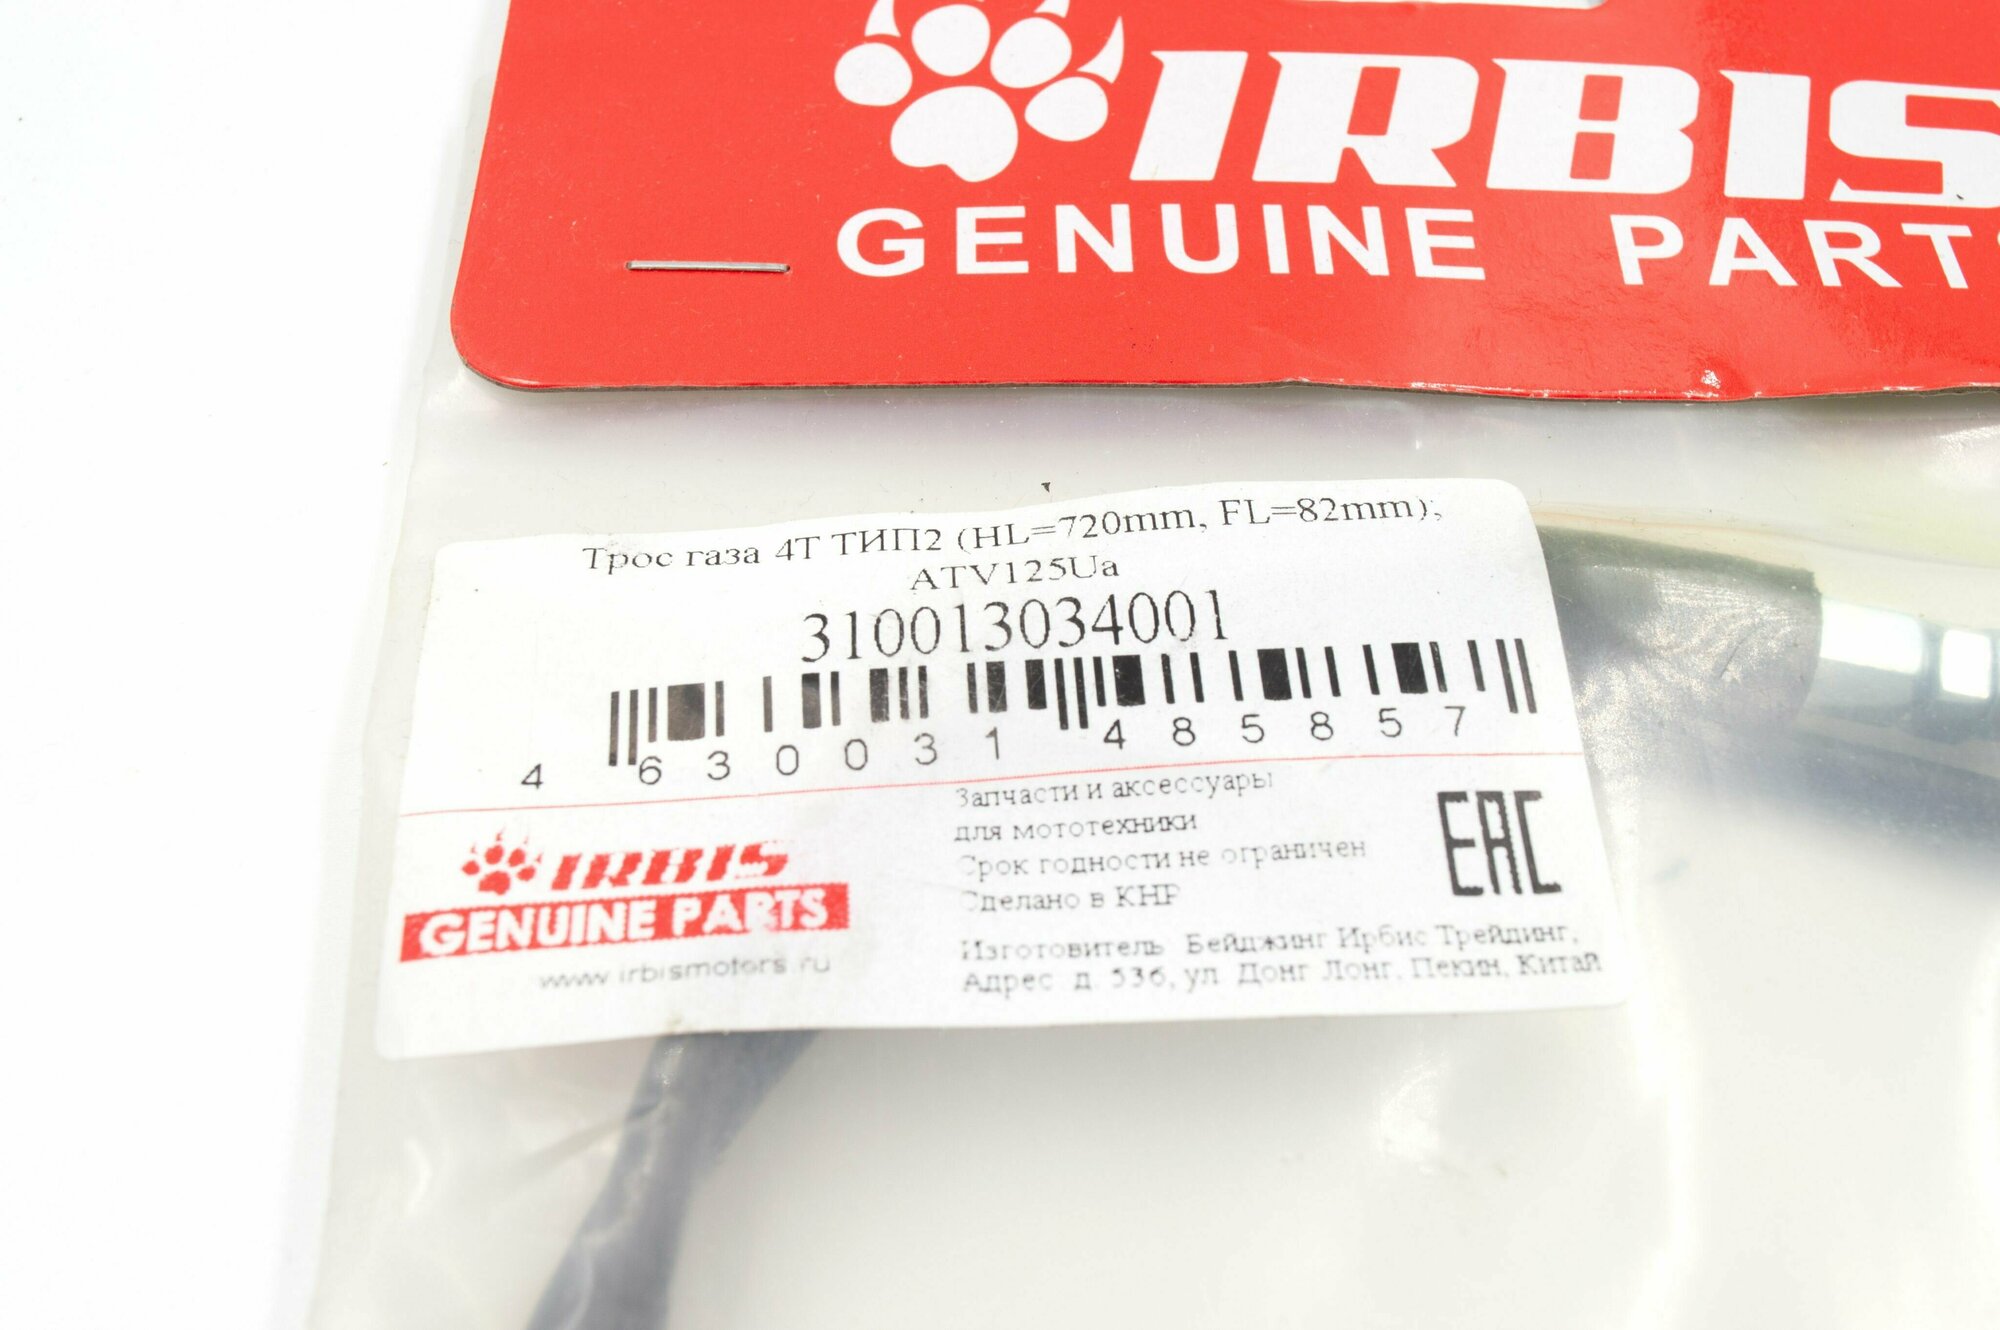 IRBIS
GENUINE PARTS
Трос газа 4Т ТИП2 (HL=720mm, FL=82mm);
ATV125Ua
310013034001
4 630031 485857
IRBIS
GENUINE PARTS
www.irbismotors.ru
Запчасти и аксессуары
для мототехники
Срок годности не ограничен
Сделано в КНР
EAC
Изготовитель Бейджинг Ирбис Трейдинг,
Адрес д. 536, ул Донг Лонг, Пекин, Китай